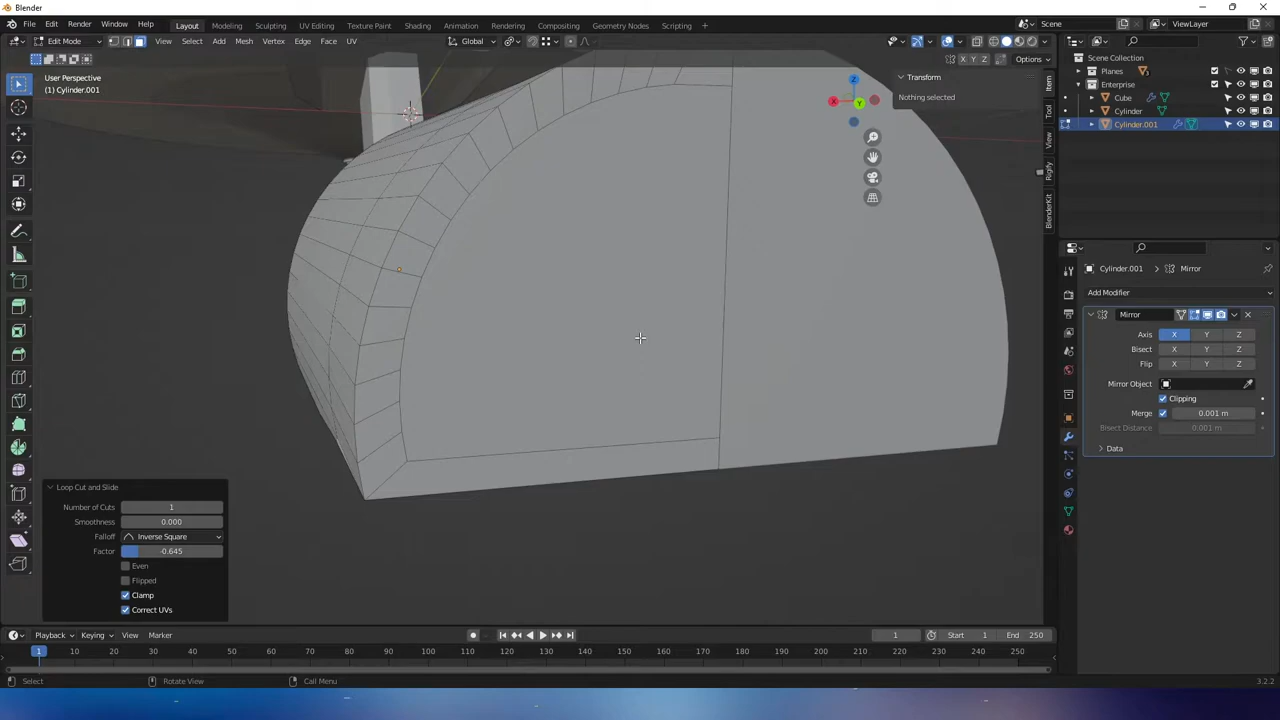 Blender
File Edit Render Window Help
Layout Modeling Sculpting UV Editing Texture Paint Shading Animation Rendering Compositing Geometry Nodes Scripting +
Scene ViewLayer
Edit Mode View Select Add Mesh Vertex Edge Face UV Global
X Y Z Options
User Perspective
(1) Cylinder.001
Transform
Nothing selected
X Y Z
Item
Tool
View
Rigify
BlenderKit
Scene Collection
Planes 3
Enterprise
Cube
Cylinder
Cylinder.001
Cylinder.001 > Mirror
Add Modifier
Mirror
Axis X Y Z
Bisect X Y Z
Flip X Y Z
Mirror Object
Clipping
Merge 0.001 m
Bisect Distance 0.001 m
Data
Loop Cut and Slide
Number of Cuts 1
Smoothness 0.000
Falloff Inverse Square
Factor -0.645
Even
Flipped
Clamp
Correct UVs
Playback Keying View Marker 1 Start 1 End 250
1 10 20 30 40 50 60 70 80 90 100 110 120 130 140 150 160 170 180 190 200 210 220 230 240 250
Select Rotate View Call Menu 3.2.2